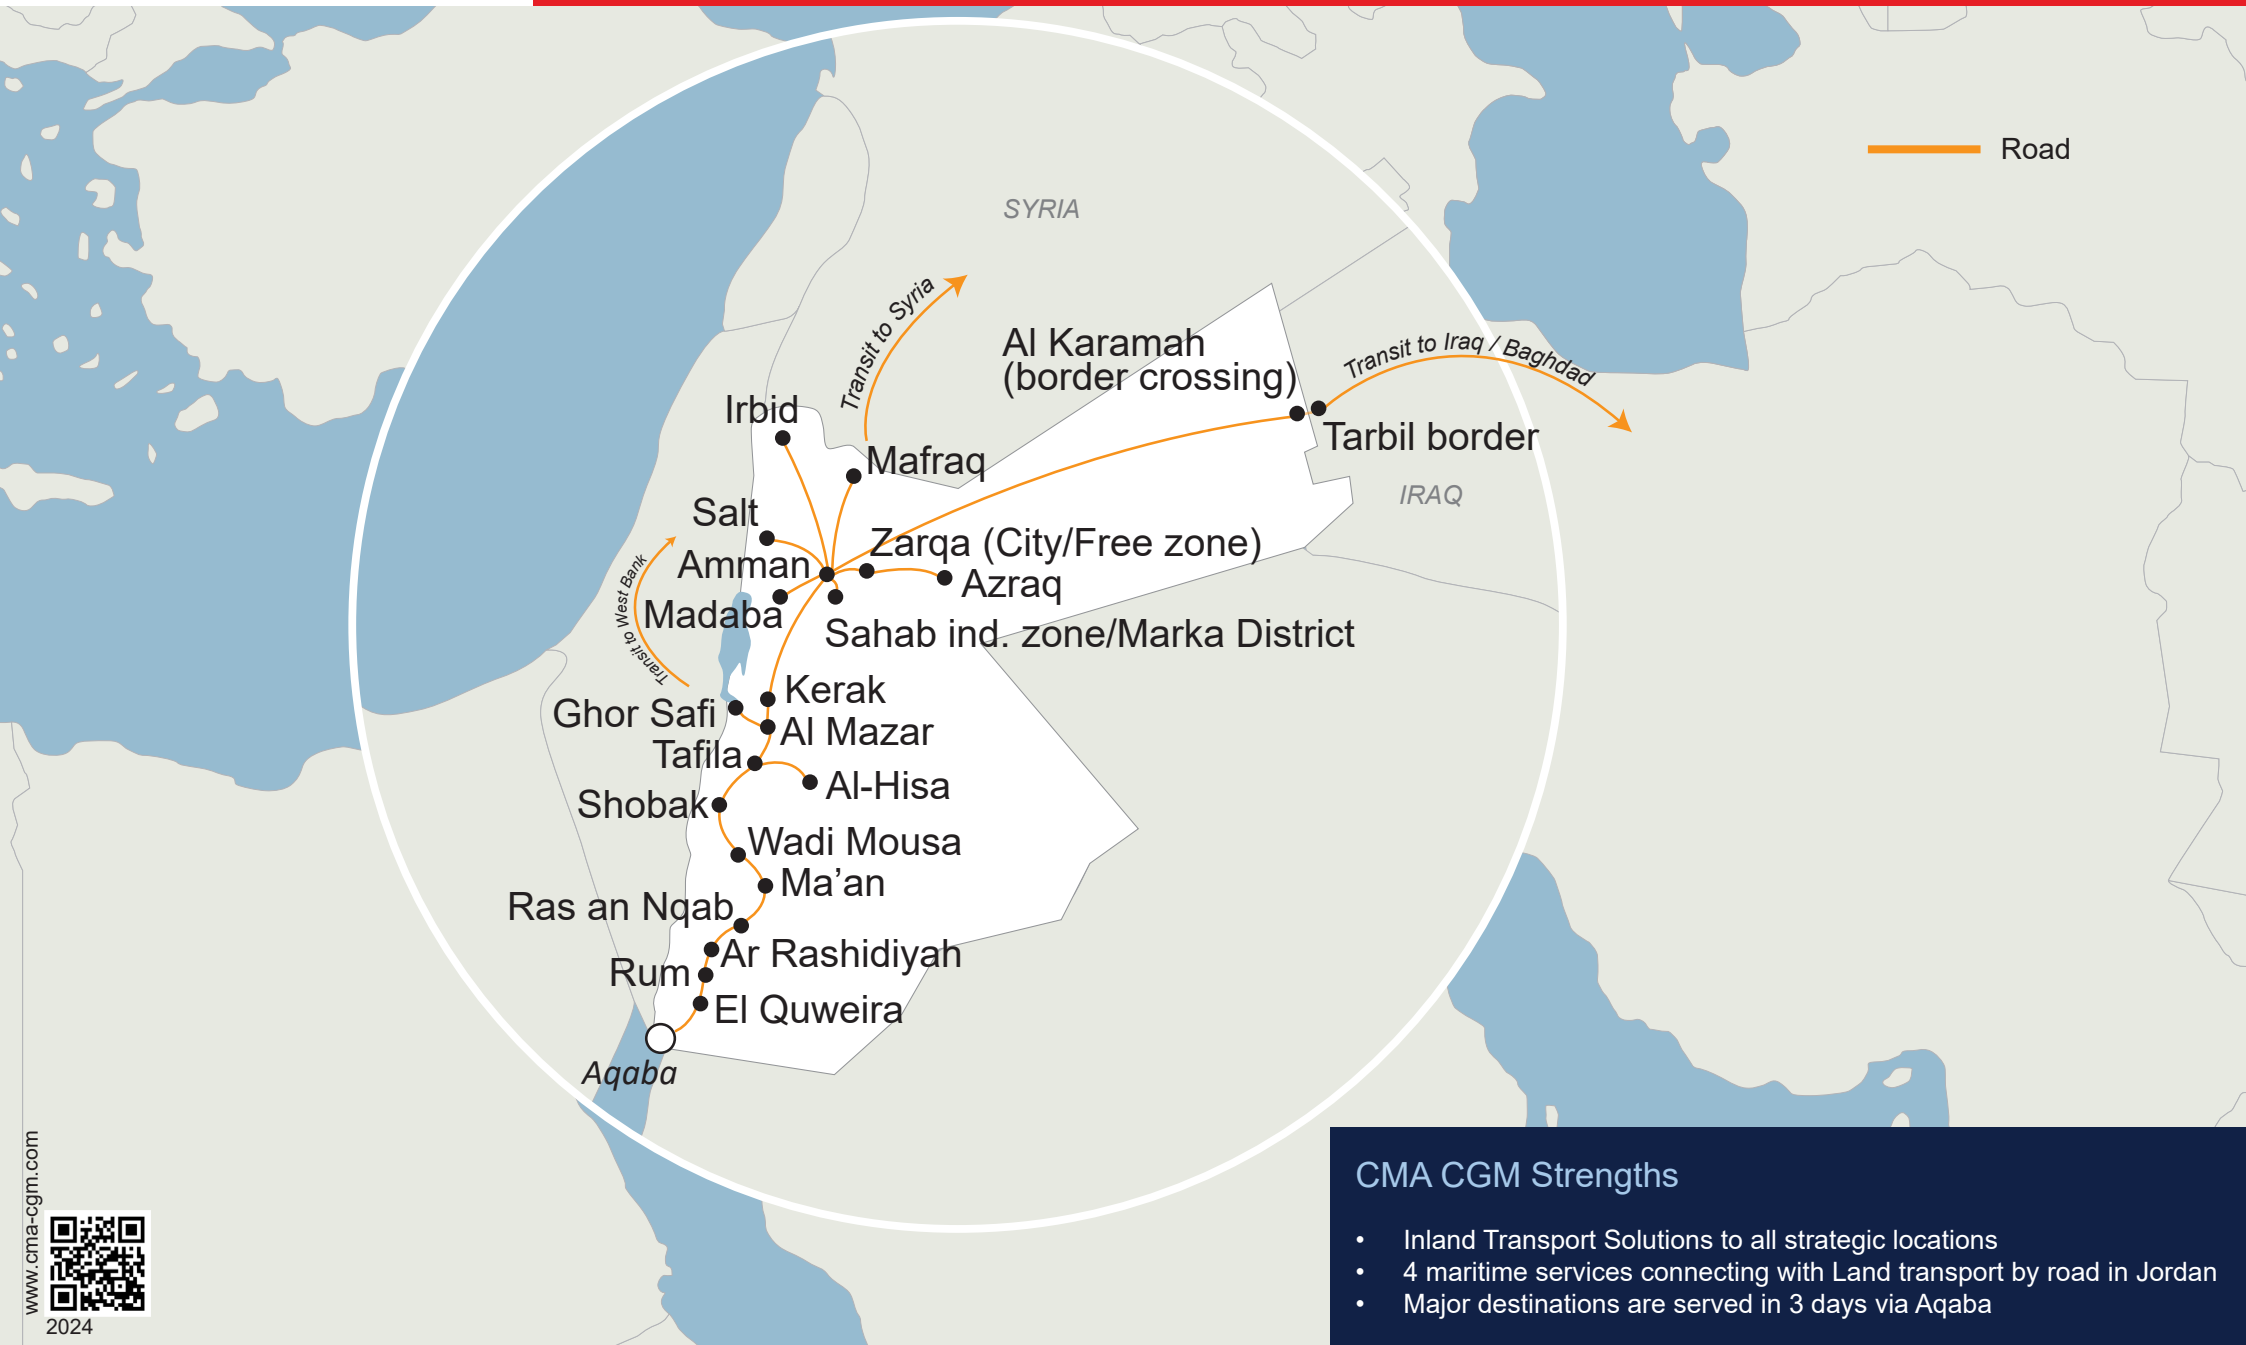 Road
SYRIA
Transit to Syria
Al Karamah
(border crossing)
Transit to Iraq / Baghdad
Irbid
Tarbil border
Mafraq
IRAQ
Salt
Zarqa (City/Free zone)
Amman
Azraq
Transit to West Bank
Madaba
Sahab ind. zone/Marka District
Kerak
Ghor Safi
Al Mazar
Tafila
Al-Hisa
Shobak
Wadi Mousa
Ma’an
Ras an Nqab
Ar Rashidiyah
Rum
El Quweira
Aqaba
www.cma-cgm.com
2024
CMA CGM Strengths
• Inland Transport Solutions to all strategic locations
• 4 maritime services connecting with Land transport by road in Jordan
• Major destinations are served in 3 days via Aqaba